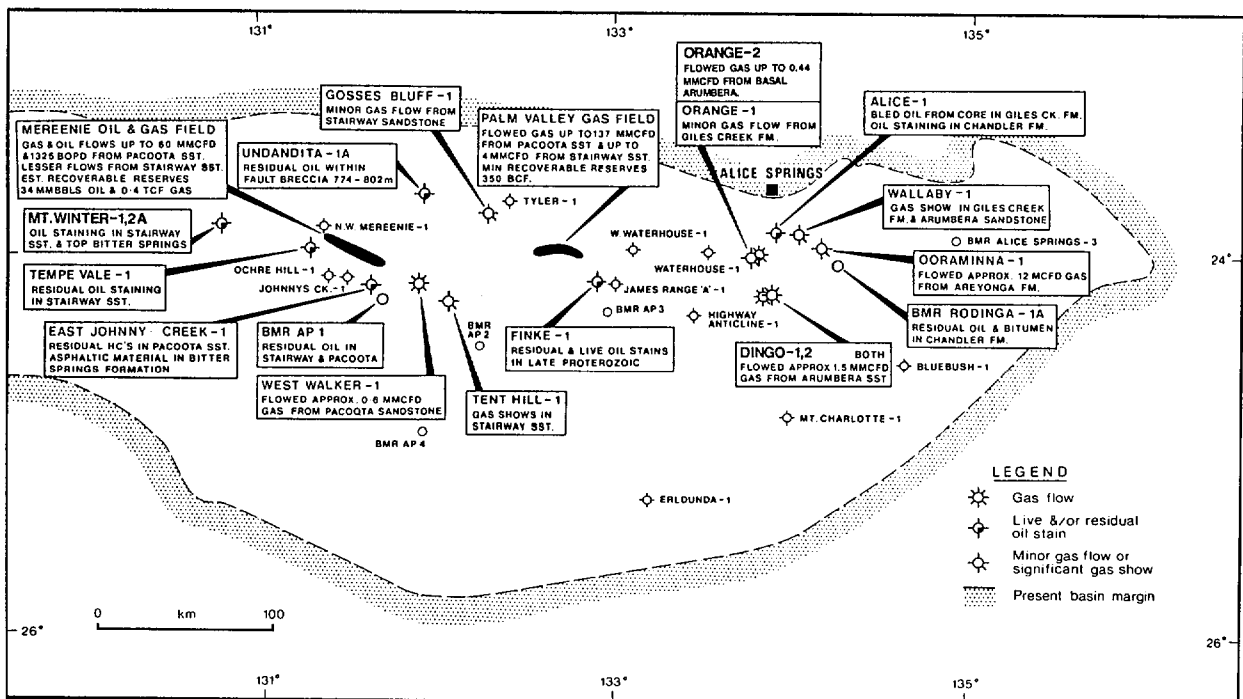 131°
133°
135°
ORANGE-2
FLOWED GAS UP TO 0.44
MMCFD FROM BASAL
ARUMBERA.
ORANGE-1
MINOR GAS FLOW FROM
GILES CREEK FM.
GOSSES BLUFF-1
MINOR GAS FLOW FROM
STAIRWAY SANDSTONE
PALM VALLEY GAS FIELD
FLOWED GAS UP TO 137 MMCFD
FROM PACOOTA SST & UP TO
4 MMCFD FROM STAIRWAY SST.
MIN RECOVERABLE RESERVES
350 BCF.
ALICE-1
BLED OIL FROM CORE IN GILES CK. FM.
OIL STAINING IN CHANDLER FM.
MEREENIE OIL & GAS FIELD
GAS & OIL FLOWS UP TO 60 MMCFD
& 1325 BOPD FROM PACOOTA SST.
LESSER FLOWS FROM STAIRWAY SST.
EST. RECOVERABLE RESERVES
34 MMBBLS OIL & 0·4 TCF GAS
UNDANDITA-1A
RESIDUAL OIL WITHIN
FAULT BRECCIA 774-802m
ALICE SPRINGS
WALLABY-1
GAS SHOW IN GILES CREEK
FM. & ARUMBERA SANDSTONE
MT. WINTER-1,2A
OIL STAINING IN STAIRWAY
SST. & TOP BITTER SPRINGS
N.W. MEREENIE-1
TYLER-1
W. WATERHOUSE-1
BMR ALICE SPRINGS-3
24°
OORAMINNA-1
FLOWED APPROX. 12 MCFD GAS
FROM AREYONGA FM.
TEMPE VALE-1
RESIDUAL OIL STAINING
IN STAIRWAY SST.
OCHRE HILL-1
JOHNNYS CK.-1
WATERHOUSE-1
JAMES RANGE 'A'-1
BMR AP3
HIGHWAY
ANTICLINE-1
BMR RODINGA-1A
RESIDUAL OIL & BITUMEN
IN CHANDLER FM.
EAST JOHNNY CREEK-1
RESIDUAL HC'S IN PACOOTA SST.
ASPHALTIC MATERIAL IN BITTER
SPRINGS FORMATION
BMR AP 1
RESIDUAL OIL IN
STAIRWAY & PACOOTA
BMR
AP 2
FINKE-1
RESIDUAL & LIVE OIL STAINS
IN LATE PROTEROZOIC
DINGO-1,2 BOTH
FLOWED APPROX 1.5 MMCFD
GAS FROM ARUMBERA SST
BLUEBUSH-1
WEST WALKER-1
FLOWED APPROX. 0·6 MMCFD
GAS FROM PACOOTA SANDSTONE
TENT HILL-1
GAS SHOWS IN
STAIRWAY SST.
MT. CHARLOTTE-1
BMR AP4
ERLDUNDA-1
LEGEND
Gas flow
Live &/or residual
oil stain
Minor gas flow or
significant gas show
Present basin margin
0 km 100
26°
26°
131°
133°
135°